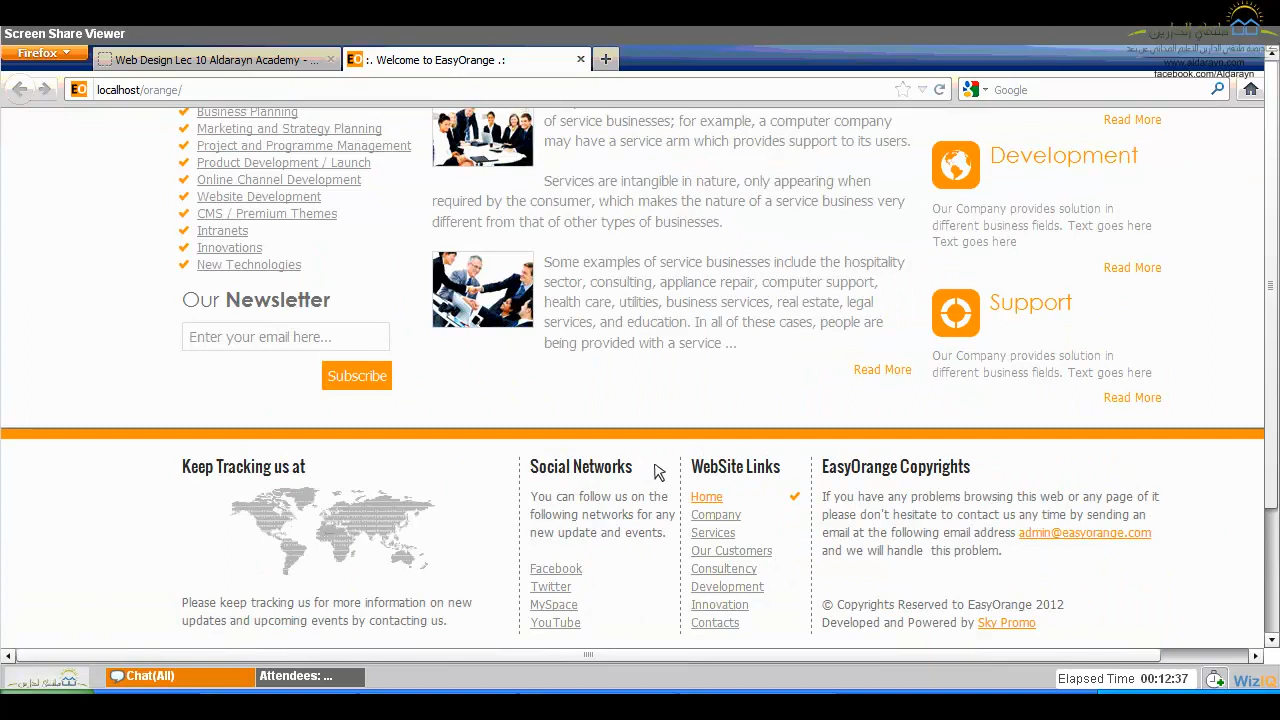 Screen Share Viewer
Firefox
Web Design Lec 10 Aldarayn Academy - ...
EO :. Welcome to EasyOrange .:
www.aldarayn.com
facebook.com/Aldarayn
EO localhost/orange/
Google
Business Planning
Marketing and Strategy Planning
Project and Programme Management
Product Development / Launch
Online Channel Development
Website Development
CMS / Premium Themes
Intranets
Innovations
New Technologies
Our Newsletter
Enter your email here...
Subscribe
of service businesses; for example, a computer company
may have a service arm which provides support to its users.
Services are intangible in nature, only appearing when
required by the consumer, which makes the nature of a service business very
different from that of other types of businesses.
Some examples of service businesses include the hospitality
sector, consulting, appliance repair, computer support,
health care, utilities, business services, real estate, legal
services, and education. In all of these cases, people are
being provided with a service ...
Read More
Read More
Development
Our Company provides solution in
different business fields. Text goes here
Text goes here
Read More
Support
Our Company provides solution in
different business fields. Text goes here
Read More
Keep Tracking us at
Please keep tracking us for more information on new
updates and upcoming events by contacting us.
Social Networks
You can follow us on the
following networks for any
new update and events.
Facebook
Twitter
MySpace
YouTube
WebSite Links
Home
Company
Services
Our Customers
Consultency
Development
Innovation
Contacts
EasyOrange Copyrights
If you have any problems browsing this web or any page of it
please don't hesitate to contact us any time by sending an
email at the following email address admin@easyorange.com
and we will handle this problem.
© Copyrights Reserved to EasyOrange 2012
Developed and Powered by Sky Promo
Chat(All)
Attendees: ...
Elapsed Time 00:12:37
WizIQ